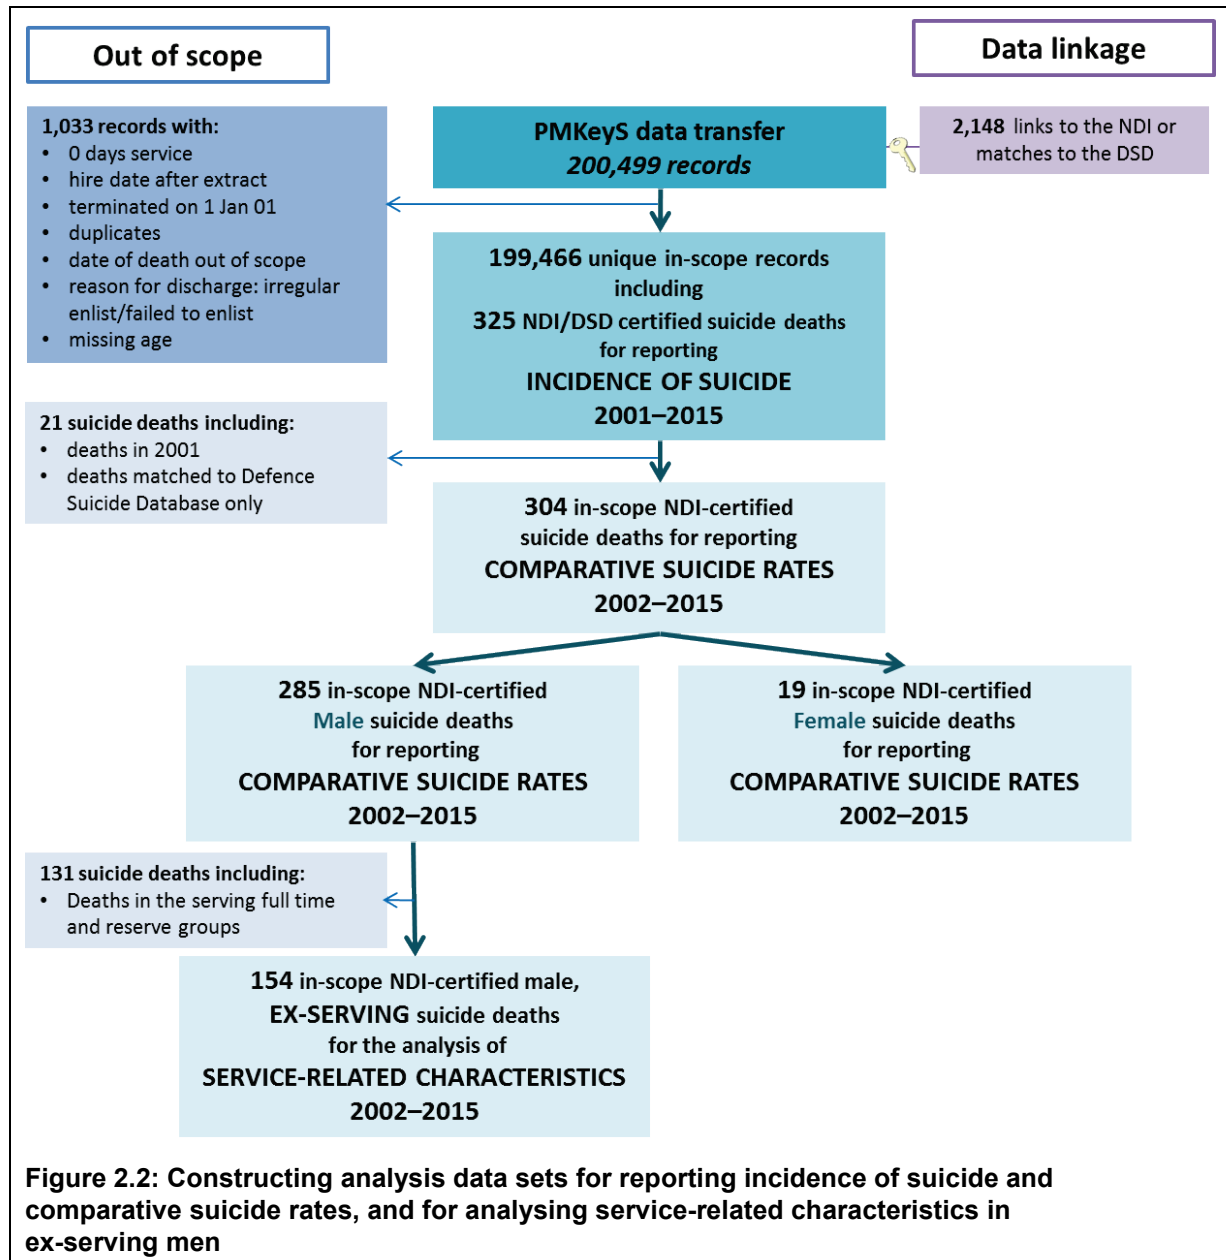 Out of scope
Data linkage
1,033 records with:
• 0 days service
• hire date after extract
• terminated on 1 Jan 01
• duplicates
• date of death out of scope
• reason for discharge: irregular
enlist/failed to enlist
• missing age
PMKeyS data transfer
200,499 records
2,148 links to the NDI or
matches to the DSD
199,466 unique in-scope records
including
325 NDI/DSD certified suicide deaths
for reporting
INCIDENCE OF SUICIDE
2001–2015
21 suicide deaths including:
• deaths in 2001
• deaths matched to Defence
Suicide Database only
304 in-scope NDI-certified
suicide deaths for reporting
COMPARATIVE SUICIDE RATES
2002–2015
285 in-scope NDI-certified
Male suicide deaths
for reporting
COMPARATIVE SUICIDE RATES
2002–2015
19 in-scope NDI-certified
Female suicide deaths
for reporting
COMPARATIVE SUICIDE RATES
2002–2015
131 suicide deaths including:
• Deaths in the serving full time
and reserve groups
154 in-scope NDI-certified male,
EX-SERVING suicide deaths
for the analysis of
SERVICE-RELATED CHARACTERISTICS
2002–2015
Figure 2.2: Constructing analysis data sets for reporting incidence of suicide and
comparative suicide rates, and for analysing service-related characteristics in
ex-serving men